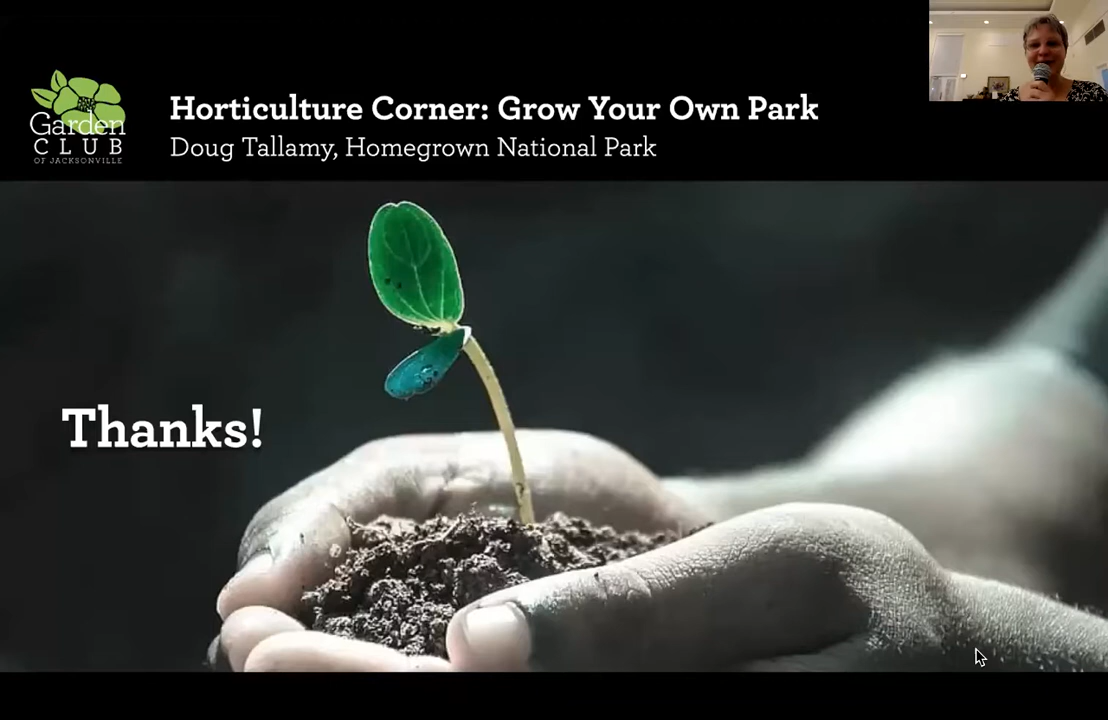 Garden
CLUB
OF JACKSONVILLE
Horticulture Corner: Grow Your Own Park
Doug Tallamy, Homegrown National Park
Thanks!